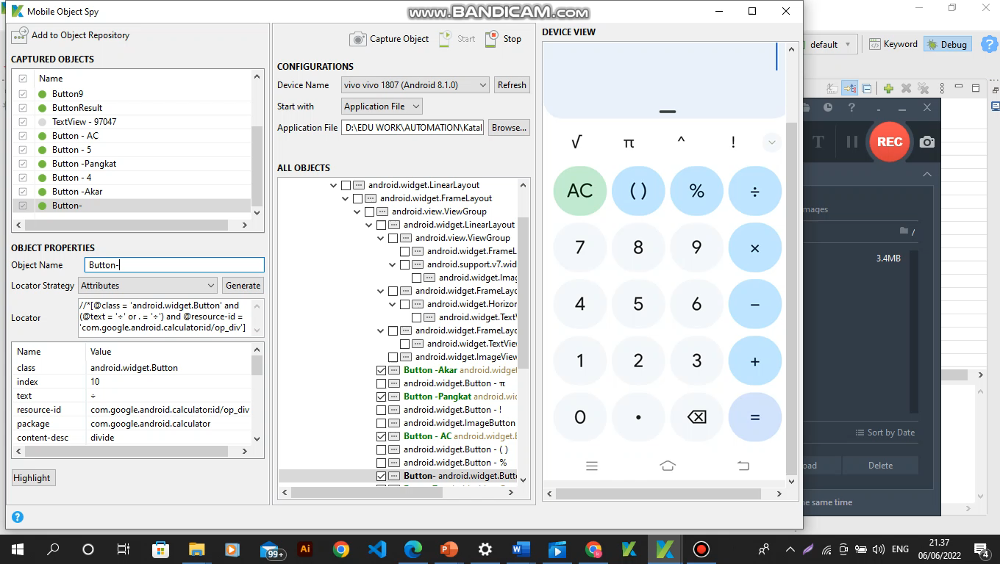 Mobile Object Spy
www.BANDICAM.com
Add to Object Repository
CAPTURED OBJECTS
Name
Button9
ButtonResult
TextView - 97047
Button - AC
Button - 5
Button -Pangkat
Button - 4
Button -Akar
Button-
OBJECT PROPERTIES
Object Name
Button-
Locator Strategy
Attributes
Generate
Locator
//*[@class = 'android.widget.Button' and
(@text = '÷' or . = '÷') and @resource-id =
'com.google.android.calculator:id/op_div']
Name Value
class android.widget.Button
index 10
text ÷
resource-id com.google.android.calculator:id/op_div
package com.google.android.calculator
content-desc divide
Highlight
Capture Object Start Stop
CONFIGURATIONS
Device Name vivo vivo 1807 (Android 8.1.0) Refresh
Start with Application File
Application File D:\EDU WORK\AUTOMATION\Katal Browse...
ALL OBJECTS
android.widget.LinearLayout
android.widget.FrameLayout
android.view.ViewGroup
android.widget.LinearLayout
android.view.ViewGroup
android.widget.FrameL
android.support.v7.wid
android.widget.Imag
android.widget.FrameLayo
android.widget.Horizor
android.widget.TextV
android.widget.FrameLayo
android.widget.TextView
android.widget.ImageView
Button -Akar android.widget
android.widget.Button - π
Button -Pangkat android.wid
android.widget.Button - !
android.widget.ImageButton
Button - AC android.widget.B
android.widget.Button - ( )
android.widget.Button - %
Button- android.widget.Butto
DEVICE VIEW
√ π ^ !
AC ( ) % ÷
7 8 9 ×
4 5 6 −
1 2 3 +
0 • =
default
Keyword
Debug
?
T
REC
mages
/
3.4MB
Sort by Date
oad
Delete
he same time
99+
Ai
ENG
21.37
06/06/2022
4